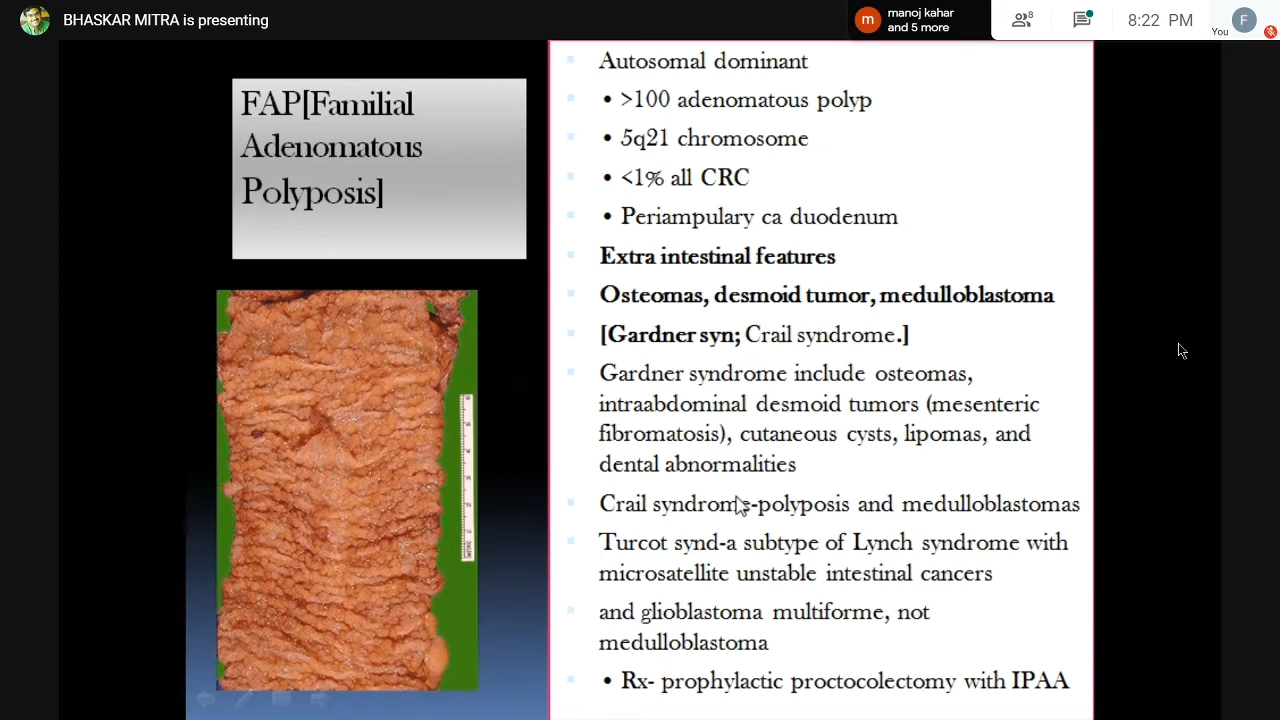 BHASKAR MITRA is presenting
m
manoj kahar
and 5 more
8
8:22 PM
You
F
FAP[Familial
Adenomatous
Polyposis]
Autosomal dominant
• >100 adenomatous polyp
• 5q21 chromosome
• <1% all CRC
• Periampulary ca duodenum
Extra intestinal features
Osteomas, desmoid tumor, medulloblastoma
[Gardner syn; Crail syndrome.]
Gardner syndrome include osteomas,
intraabdominal desmoid tumors (mesenteric
fibromatosis), cutaneous cysts, lipomas, and
dental abnormalities
Crail syndrome-polyposis and medulloblastomas
Turcot synd-a subtype of Lynch syndrome with
microsatellite unstable intestinal cancers
and glioblastoma multiforme, not
medulloblastoma
• Rx- prophylactic proctocolectomy with IPAA